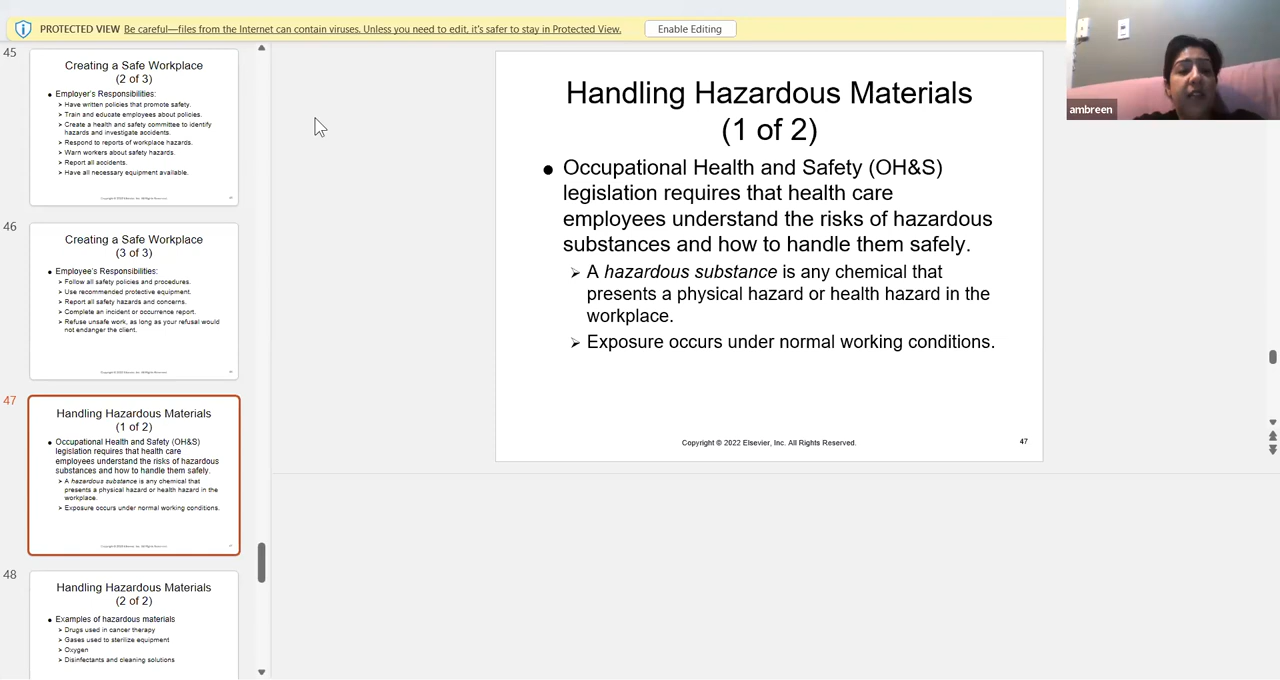 PROTECTED VIEW Be careful—files from the Internet can contain viruses. Unless you need to edit, it's safer to stay in Protected View. Enable Editing
45
Creating a Safe Workplace
(2 of 3)
● Employer's Responsibilities:
➢ Have written policies that promote safety.
➢ Train and educate employees about policies.
➢ Create a health and safety committee to identify
hazards and investigate accidents.
➢ Respond to reports of workplace hazards.
➢ Warn workers about safety hazards.
➢ Report all accidents.
➢ Have all necessary equipment available.
Copyright © 2022 Elsevier, Inc. All Rights Reserved.
46
Creating a Safe Workplace
(3 of 3)
● Employee's Responsibilities:
➢ Follow all safety policies and procedures.
➢ Use recommended protective equipment.
➢ Report all safety hazards and concerns.
➢ Complete an incident or occurrence report.
➢ Refuse unsafe work, as long as your refusal would
not endanger the client.
Copyright © 2022 Elsevier, Inc. All Rights Reserved.
47
Handling Hazardous Materials
(1 of 2)
● Occupational Health and Safety (OH&S)
legislation requires that health care
employees understand the risks of hazardous
substances and how to handle them safely.
➢ A hazardous substance is any chemical that
presents a physical hazard or health hazard in the
workplace.
➢ Exposure occurs under normal working conditions.
Copyright © 2022 Elsevier, Inc. All Rights Reserved.
48
Handling Hazardous Materials
(2 of 2)
● Examples of hazardous materials
➢ Drugs used in cancer therapy
➢ Gases used to sterilize equipment
➢ Oxygen
➢ Disinfectants and cleaning solutions
Handling Hazardous Materials
(1 of 2)
● Occupational Health and Safety (OH&S)
legislation requires that health care
employees understand the risks of hazardous
substances and how to handle them safely.
➢ A hazardous substance is any chemical that
presents a physical hazard or health hazard in the
workplace.
➢ Exposure occurs under normal working conditions.
Copyright © 2022 Elsevier, Inc. All Rights Reserved.
47
ambreen